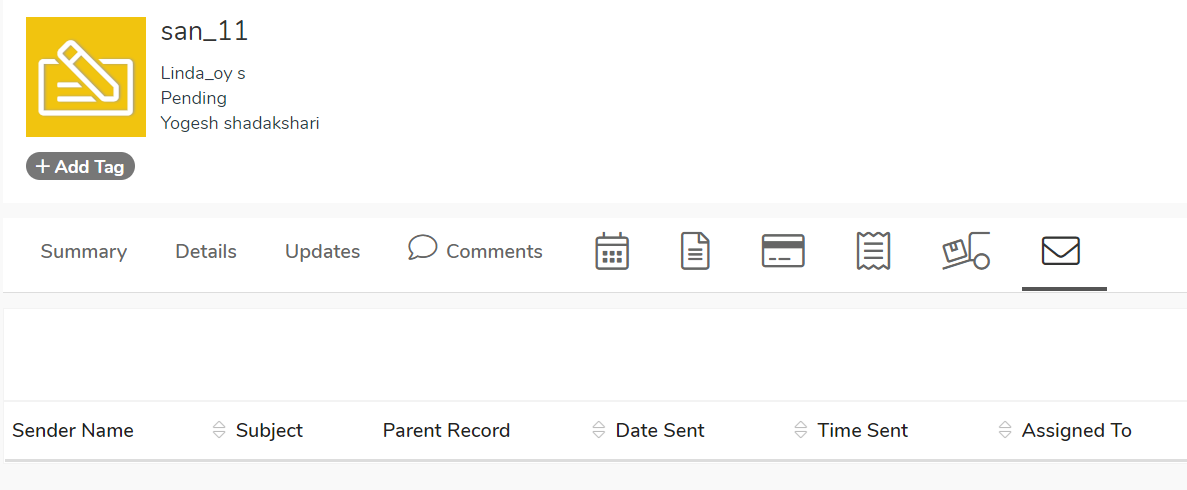 san_11
Linda_oy s
Pending
Yogesh shadakshari
+ Add Tag
Summary Details Updates Comments
Sender Name Subject Parent Record Date Sent Time Sent Assigned To